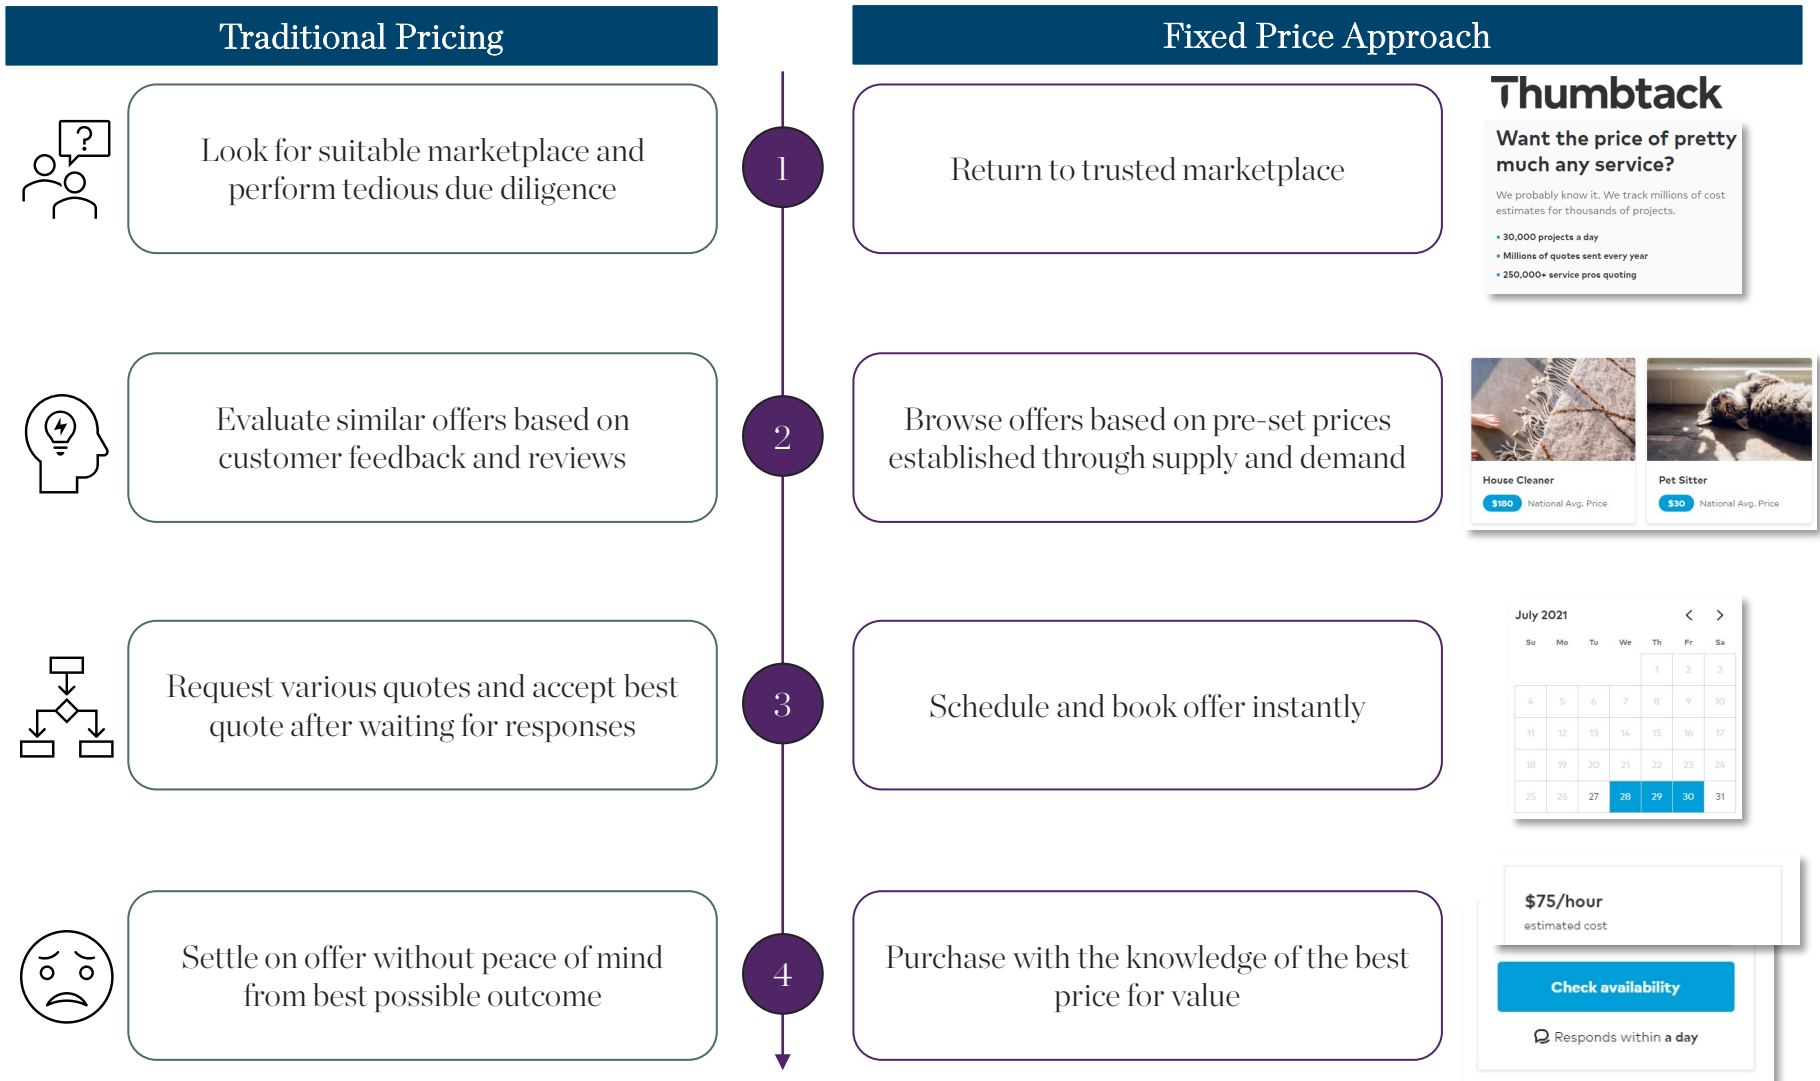 Traditional Pricing
Fixed Price Approach
?
Look for suitable marketplace and
perform tedious due diligence
1
Return to trusted marketplace
Thumbtack
Want the price of pretty
much any service?
We probably know it. We track millions of cost
estimates for thousands of projects.
• 30,000 projects a day
• Millions of quotes sent every year
• 250,000+ service pros quoting
Evaluate similar offers based on
customer feedback and reviews
2
Browse offers based on pre-set prices
established through supply and demand
House Cleaner
$180 National Avg. Price
Pet Sitter
$30 National Avg. Price
Request various quotes and accept best
quote after waiting for responses
3
Schedule and book offer instantly
July 2021 < >
Su Mo Tu We Th Fr Sa
1 2 3
4 5 6 7 8 9 10
11 12 13 14 15 16 17
18 19 20 21 22 23 24
25 26 27 28 29 30 31
Settle on offer without peace of mind
from best possible outcome
4
Purchase with the knowledge of the best
price for value
$75/hour
estimated cost
Check availability
Responds within a day